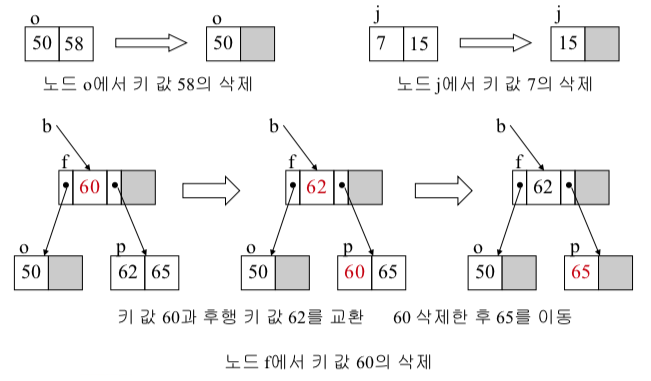 o o j j
50 58 50 7 15 15
노드 o에서 키 값 58의 삭제 노드 j에서 키 값 7의 삭제
b b b
f f f
60 62 62
o p o p o p
50 62 65 50 60 65 50 65
키 값 60과 후행 키 값 62를 교환 60 삭제한 후 65를 이동
노드 f에서 키 값 60의 삭제